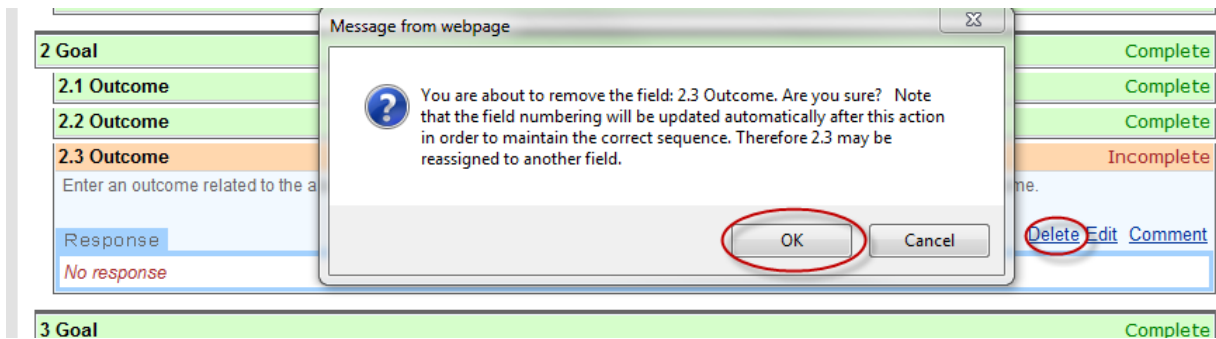 Message from webpage
2 Goal Complete
2.1 Outcome Complete
2.2 Outcome Complete
2.3 Outcome Incomplete
Enter an outcome related to the a
me.
You are about to remove the field: 2.3 Outcome. Are you sure? Note
that the field numbering will be updated automatically after this action
in order to maintain the correct sequence. Therefore 2.3 may be
reassigned to another field.
OK Cancel
Delete Edit Comment
Response
No response
3 Goal Complete